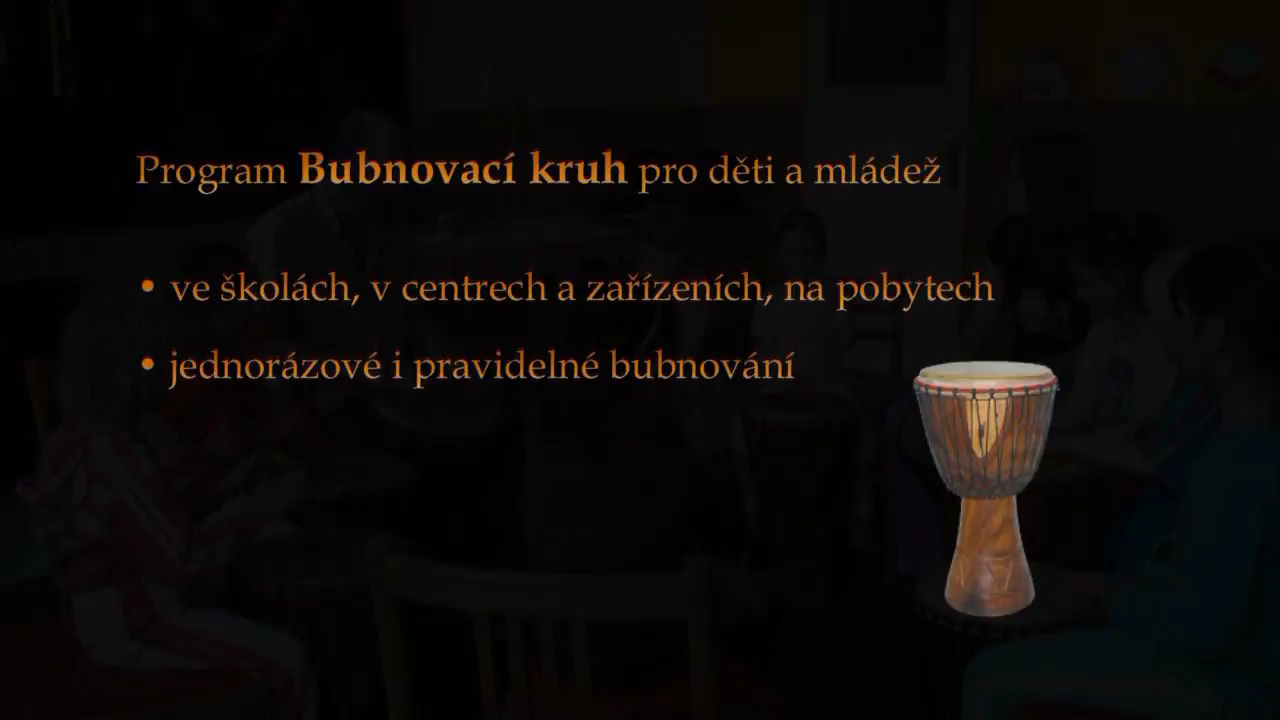 Program Bubnovací kruh pro děti a mládež
• ve školách, v centrech a zařízeních, na pobytech
• jednorázové i pravidelné bubnování